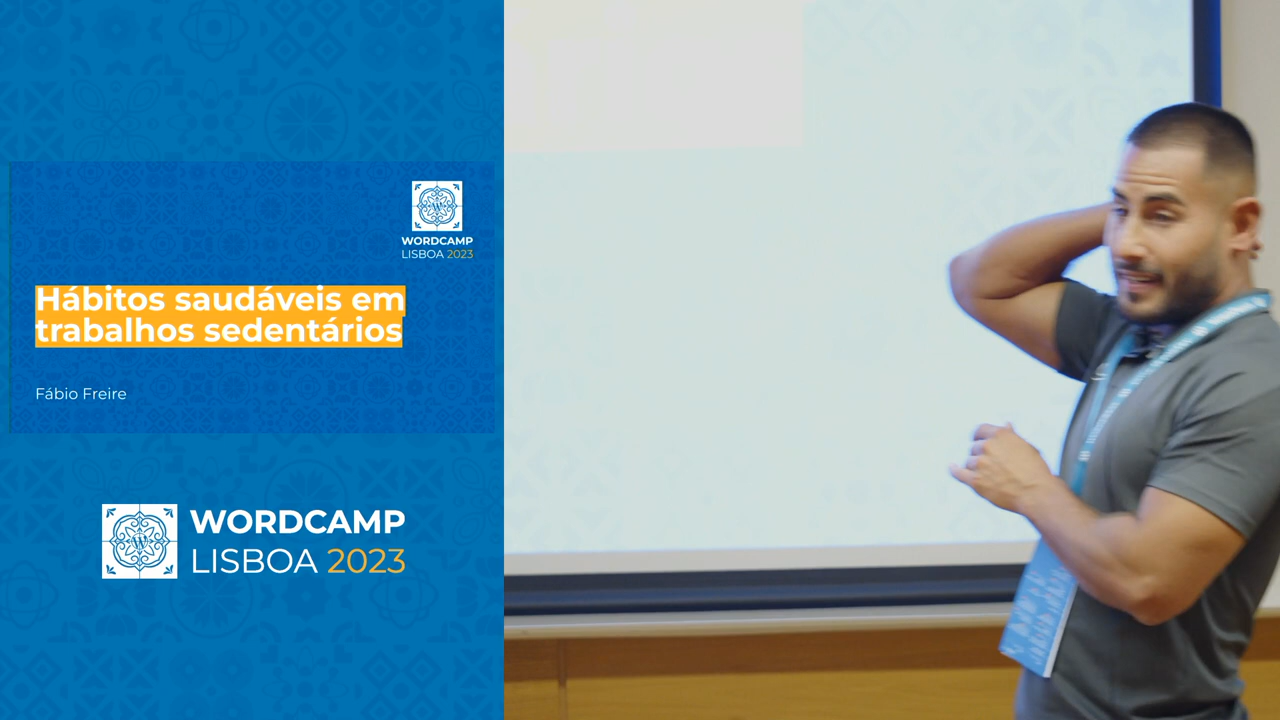 WORDCAMP
LISBOA 2023
Hábitos saudáveis em
trabalhos sedentários
Fábio Freire
WORDCAMP
LISBOA 2023